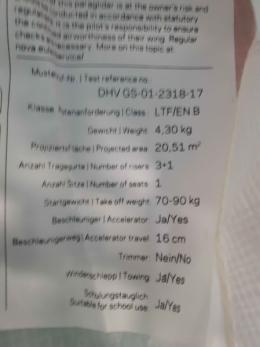 this paraglider is at the owner's risk and
conducted in accordance with statutory
It is the pilot's responsibility to ensure
checks airworthiness of their wing. Regular
necessary. More on this topic at
Test reference no.
DHV GS-01-2318-17
Klasse | Class LTF/EN B
Gewicht | Weight 4,30 kg
Projizierte Fläche | Projected area 20,51 m²
Anzahl Tragegurte | Number of risers 3+1
Anzahl Sitze | Number of seats 1
Startgewicht | Take off weight 70-90 kg
Beschleuniger | Accelerator Ja/Yes
Beschleunigerweg | Accelerator travel 16 cm
Trimmer Nein/No
Windenschlepp | Towing Ja/Yes
Schulungstauglich
Suitable for school use Ja/Yes